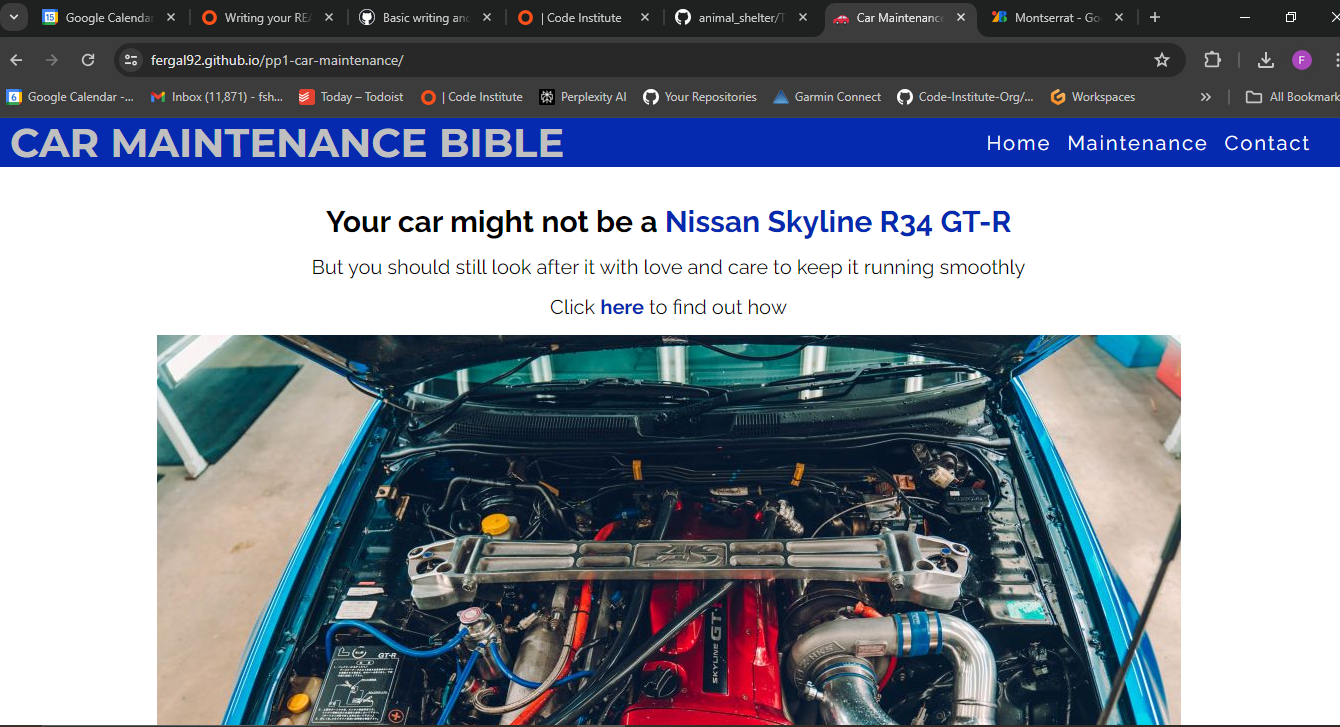 Google Calenda
Writing your RE
Basic writing an
| Code Institute
animal_shelter/
Car Maintenance
Montserrat - Go
fergal92.github.io/pp1-car-maintenance/
F
Google Calendar -...
Inbox (11,871) - fsh...
Today – Todoist
| Code Institute
Perplexity AI
Your Repositories
Garmin Connect
Code-Institute-Org/...
Workspaces
»
All Bookmark
CAR MAINTENANCE BIBLE
Home Maintenance Contact
Your car might not be a Nissan Skyline R34 GT-R
But you should still look after it with love and care to keep it running smoothly
Click here to find out how
SKYLINE GT
HKS
GT-R